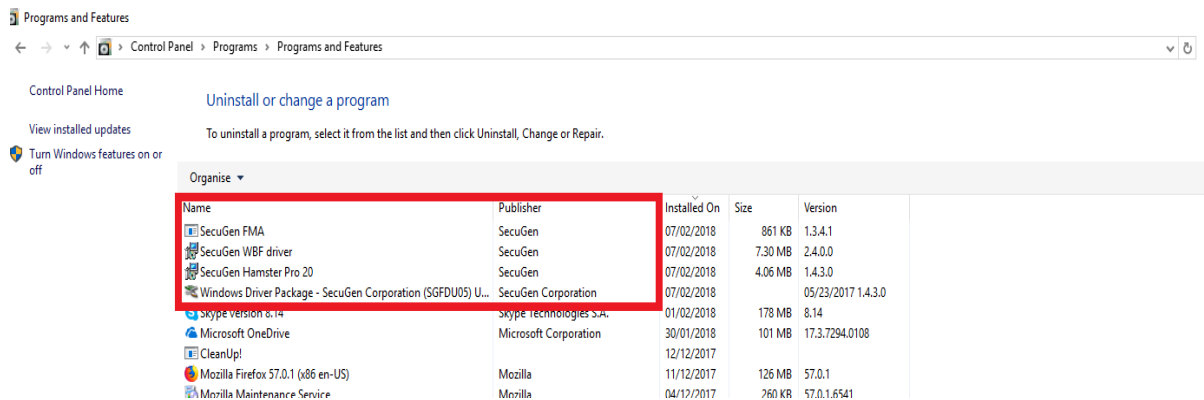 Programs and Features
Control Panel > Programs > Programs and Features
Control Panel Home
View installed updates
Turn Windows features on or
off
Uninstall or change a program
To uninstall a program, select it from the list and then click Uninstall, Change or Repair.
Organise
Name Publisher Installed On Size Version
SecuGen FMA SecuGen 07/02/2018 861 KB 1.3.4.1
SecuGen WBF driver SecuGen 07/02/2018 7.30 MB 2.4.0.0
SecuGen Hamster Pro 20 SecuGen 07/02/2018 4.06 MB 1.4.3.0
Windows Driver Package - SecuGen Corporation (SGFDU05) U... SecuGen Corporation 07/02/2018 05/23/2017 1.4.3.0
Skype version 8.14 Skype Technologies S.A. 01/02/2018 178 MB 8.14
Microsoft OneDrive Microsoft Corporation 30/01/2018 101 MB 17.3.7294.0108
CleanUp! 12/12/2017
Mozilla Firefox 57.0.1 (x86 en-US) Mozilla 11/12/2017 126 MB 57.0.1
Mozilla Maintenance Service Mozilla 04/12/2017 260 KB 57.0.1.6541